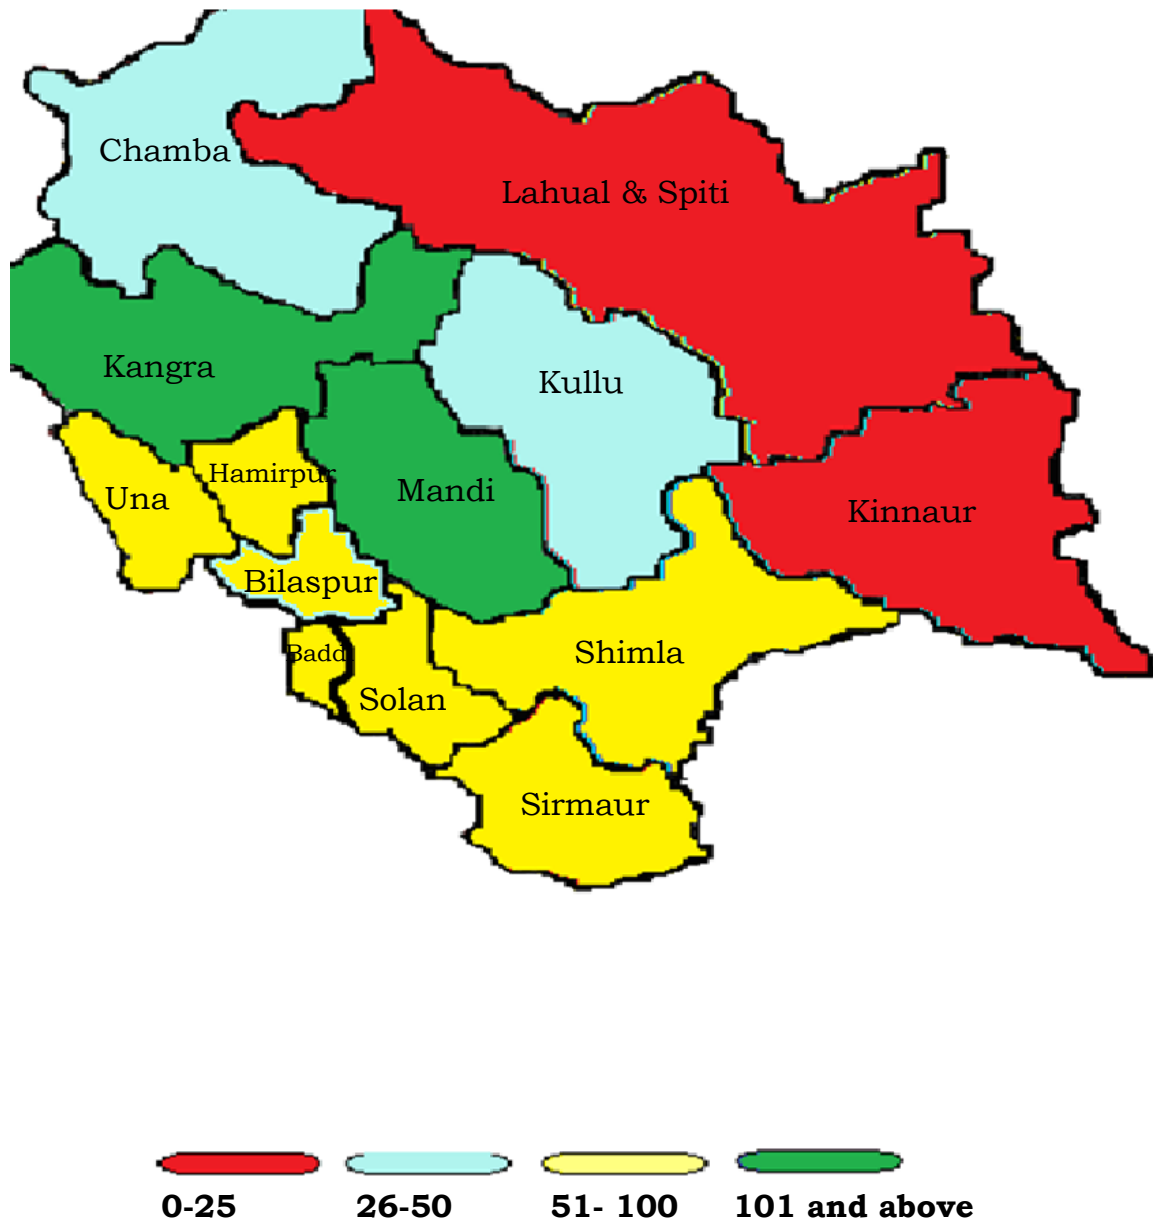 Chamba
Lahual & Spiti
Kangra
Kullu
Hamirpur
Una
Mandi
Kinnaur
Bilaspur
Shimla
Badd
Solan
Sirmaur
0-25 26-50 51- 100 101 and above